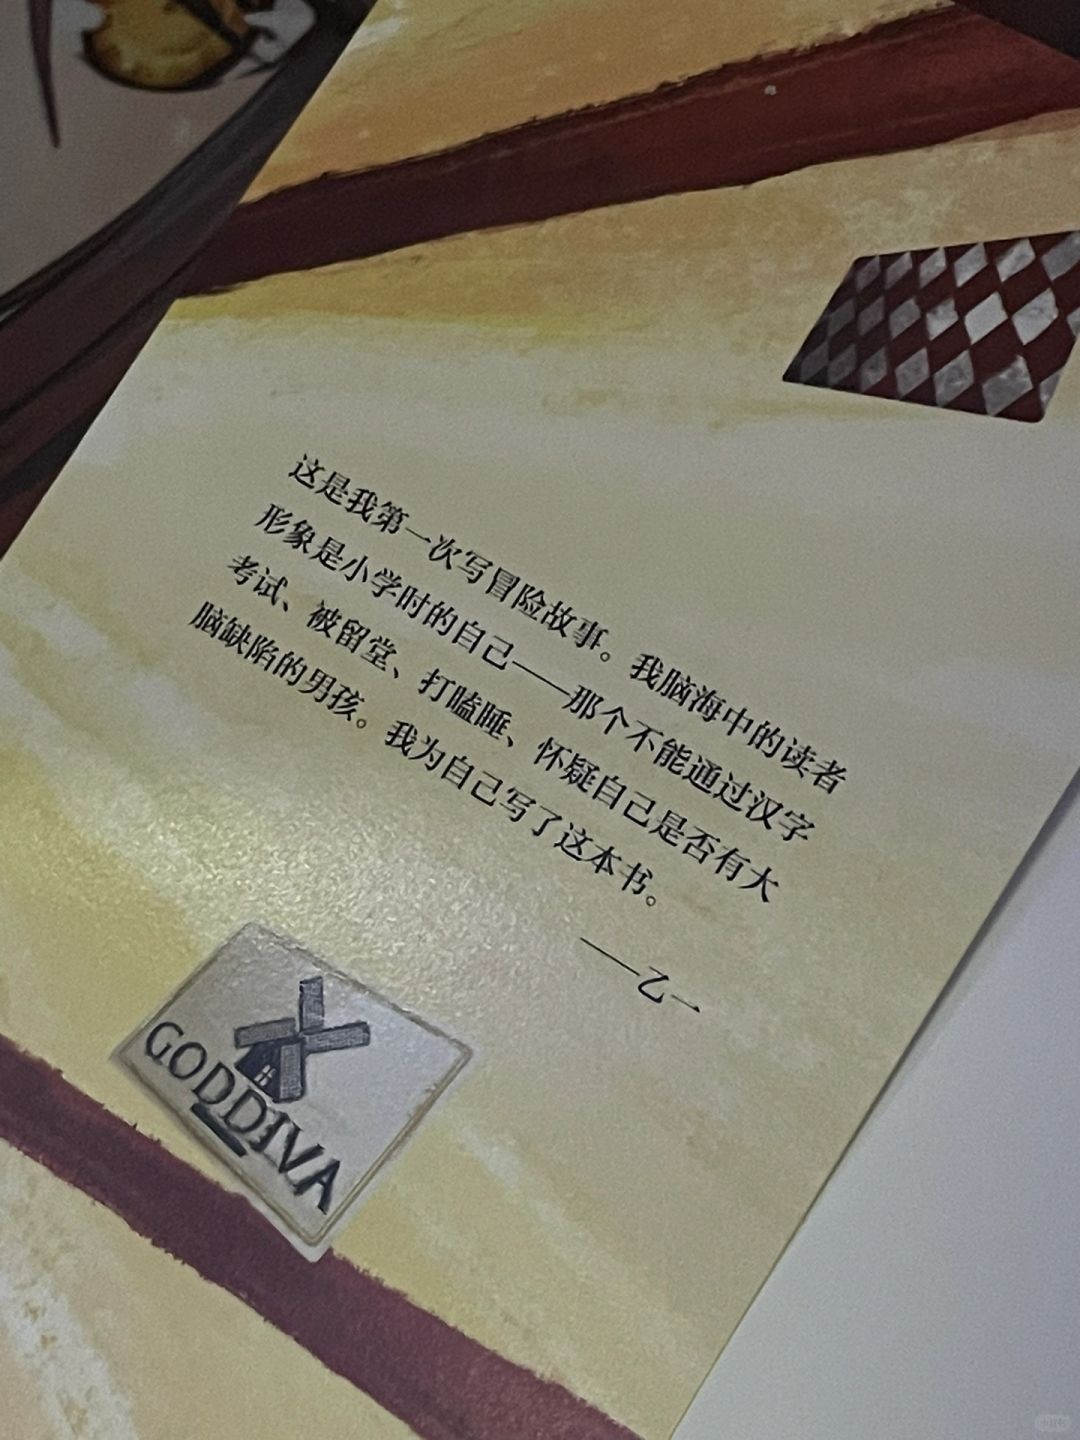 这是我第一次写冒险故事。我脑海中的读者
形象是小学时的自己——那个不能通过汉字
考试、被留堂、打瞌睡、怀疑自己是否有大
脑缺陷的男孩。我为自己写了这本书。
——乙一
GODDIVA
小红书